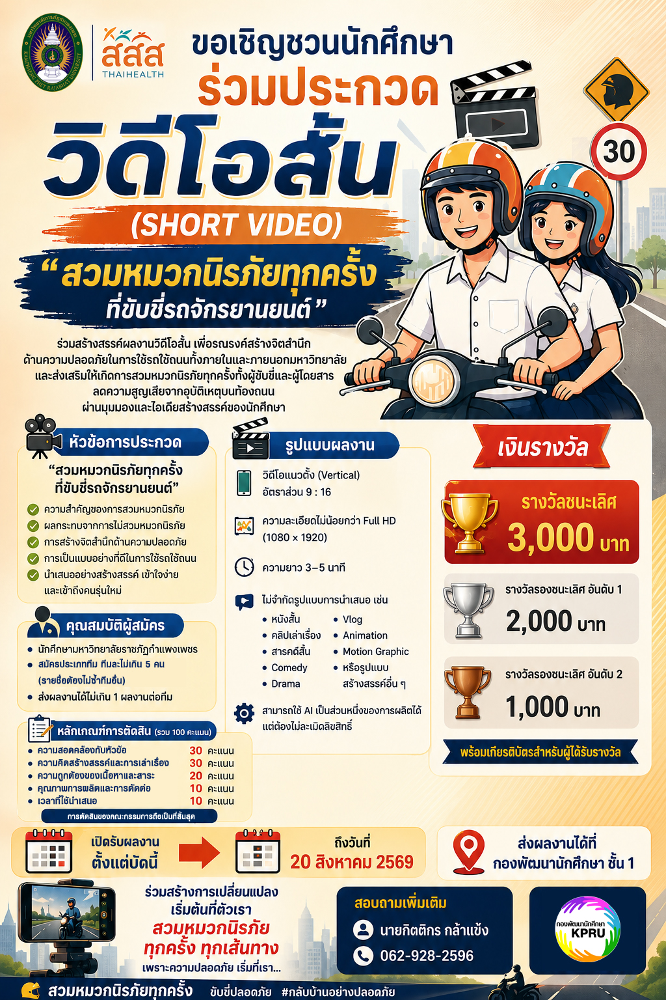 มหาวิทยาลัยราชภัฏกำแพงเพชร
KAMPHAENG PHET RAJABHAT UNIVERSITY
สสส
THAIHEALTH
ขอเชิญชวนนักศึกษา
ร่วมประกวด
วิดีโอสั้น
(SHORT VIDEO)
30
“สวมหมวกนิรภัยทุกครั้ง
ที่ขับขี่รถจักรยานยนต์”
ร่วมสร้างสรรค์ผลงานวิดีโอสั้น เพื่อรณรงค์สร้างจิตสำนึก
ด้านความปลอดภัยในการใช้รถใช้ถนนทั้งภายในและภายนอกมหาวิทยาลัย
และส่งเสริมให้เกิดการสวมหมวกนิรภัยทุกครั้งทั้งผู้ขับขี่และผู้โดยสาร
ลดความสูญเสียจากอุบัติเหตุบนท้องถนน
ผ่านมุมมองและไอเดียสร้างสรรค์ของนักศึกษา
หัวข้อการประกวด
“สวมหมวกนิรภัยทุกครั้ง
ที่ขับขี่รถจักรยานยนต์”
ความสำคัญของการสวมหมวกนิรภัย
ผลกระทบจากการไม่สวมหมวกนิรภัย
การสร้างจิตสำนึกด้านความปลอดภัย
การเป็นแบบอย่างที่ดีในการใช้รถใช้ถนน
นำเสนออย่างสร้างสรรค์ เข้าใจง่าย
และเข้าถึงคนรุ่นใหม่
คุณสมบัติผู้สมัคร
• นักศึกษามหาวิทยาลัยราชภัฏกำแพงเพชร
• สมัครประเภททีม ทีมละไม่เกิน 5 คน
(รายชื่อต้องไม่ซ้ำทีมอื่น)
• ส่งผลงานได้ไม่เกิน 1 ผลงานต่อทีม
หลักเกณฑ์การตัดสิน (รวม 100 คะแนน)
• ความสอดคล้องกับหัวข้อ 30 คะแนน
• ความคิดสร้างสรรค์และการเล่าเรื่อง 30 คะแนน
• ความถูกต้องของเนื้อหาและสาระ 20 คะแนน
• คุณภาพการผลิตและการตัดต่อ 10 คะแนน
• เวลาที่ใช้นำเสนอ 10 คะแนน
การตัดสินของคณะกรรมการถือเป็นที่สิ้นสุด
รูปแบบผลงาน
วิดีโอแนวตั้ง (Vertical)
อัตราส่วน 9 : 16
ความละเอียดไม่น้อยกว่า Full HD
(1080 × 1920)
ความยาว 3–5 นาที
ไม่จำกัดรูปแบบการนำเสนอ เช่น
• หนังสั้น • Vlog
• คลิปเล่าเรื่อง • Animation
• สารคดีสั้น • Motion Graphic
• Comedy • หรือรูปแบบ
• Drama สร้างสรรค์อื่น ๆ
สามารถใช้ AI เป็นส่วนหนึ่งของการผลิตได้
แต่ต้องไม่ละเมิดลิขสิทธิ์
เงินรางวัล
รางวัลชนะเลิศ
3,000 บาท
รางวัลรองชนะเลิศ อันดับ 1
2,000 บาท
รางวัลรองชนะเลิศ อันดับ 2
1,000 บาท
พร้อมเกียรติบัตรสำหรับผู้ได้รับรางวัล
เปิดรับผลงาน
ตั้งแต่บัดนี้
ถึงวันที่
20 สิงหาคม 2569
ส่งผลงานได้ที่
กองพัฒนานักศึกษา ชั้น 1
ร่วมสร้างการเปลี่ยนแปลง
เริ่มต้นที่ตัวเรา
สวมหมวกนิรภัย
ทุกครั้ง ทุกเส้นทาง
เพราะความปลอดภัย เริ่มที่เรา...
สอบถามเพิ่มเติม
นายกิตติกร กล้าแข้ง
062-928-2596
กองพัฒนานักศึกษา
KPRU
สวมหมวกนิรภัยทุกครั้ง ขับขี่ปลอดภัย #กลับบ้านอย่างปลอดภัย